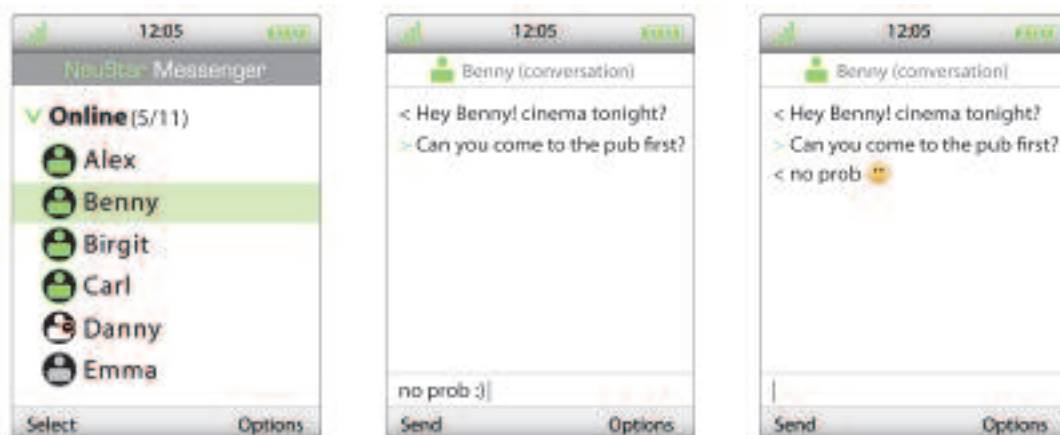 12:05
NeuStar Messenger
Online (5/11)
Alex
Benny
Birgit
Carl
Danny
Emma
Select Options
12:05
Benny (conversation)
< Hey Benny! cinema tonight?
> Can you come to the pub first?
no prob :)
Send Options
12:05
Benny (conversation)
< Hey Benny! cinema tonight?
> Can you come to the pub first?
< no prob
Send Options